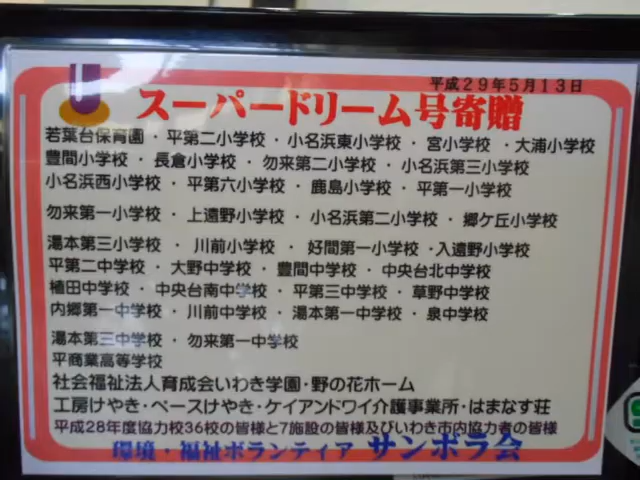 平成29年5月13日
スーパードリーム号寄贈
若葉台保育園・平第二小学校・小名浜東小学校・宮小学校・大浦小学校
豊間小学校・長倉小学校・勿来第二小学校・小名浜第三小学校
小名浜西小学校・平第六小学校・鹿島小学校・平第一小学校
勿来第一小学校・上遠野小学校・小名浜第二小学校・郷ケ丘小学校
湯本第三小学校・川前小学校・好間第一小学校・入遠野小学校
平第二中学校・大野中学校・豊間中学校・中央台北中学校
植田中学校・中央台南中学校・平第三中学校・草野中学校
内郷第一中学校・川前中学校・湯本第一中学校・泉中学校
湯本第三中学校・勿来第一中学校
平商業高等学校
社会福祉法人育成会いわき学園・野の花ホーム
工房けやき・ベースけやき・ケイアンドワイ介護事業所・はまなす荘
平成28年度協力校36校の皆様と7施設の皆様及びいわき市内協力者の皆様
環境・福祉ボランティア サンボラ会